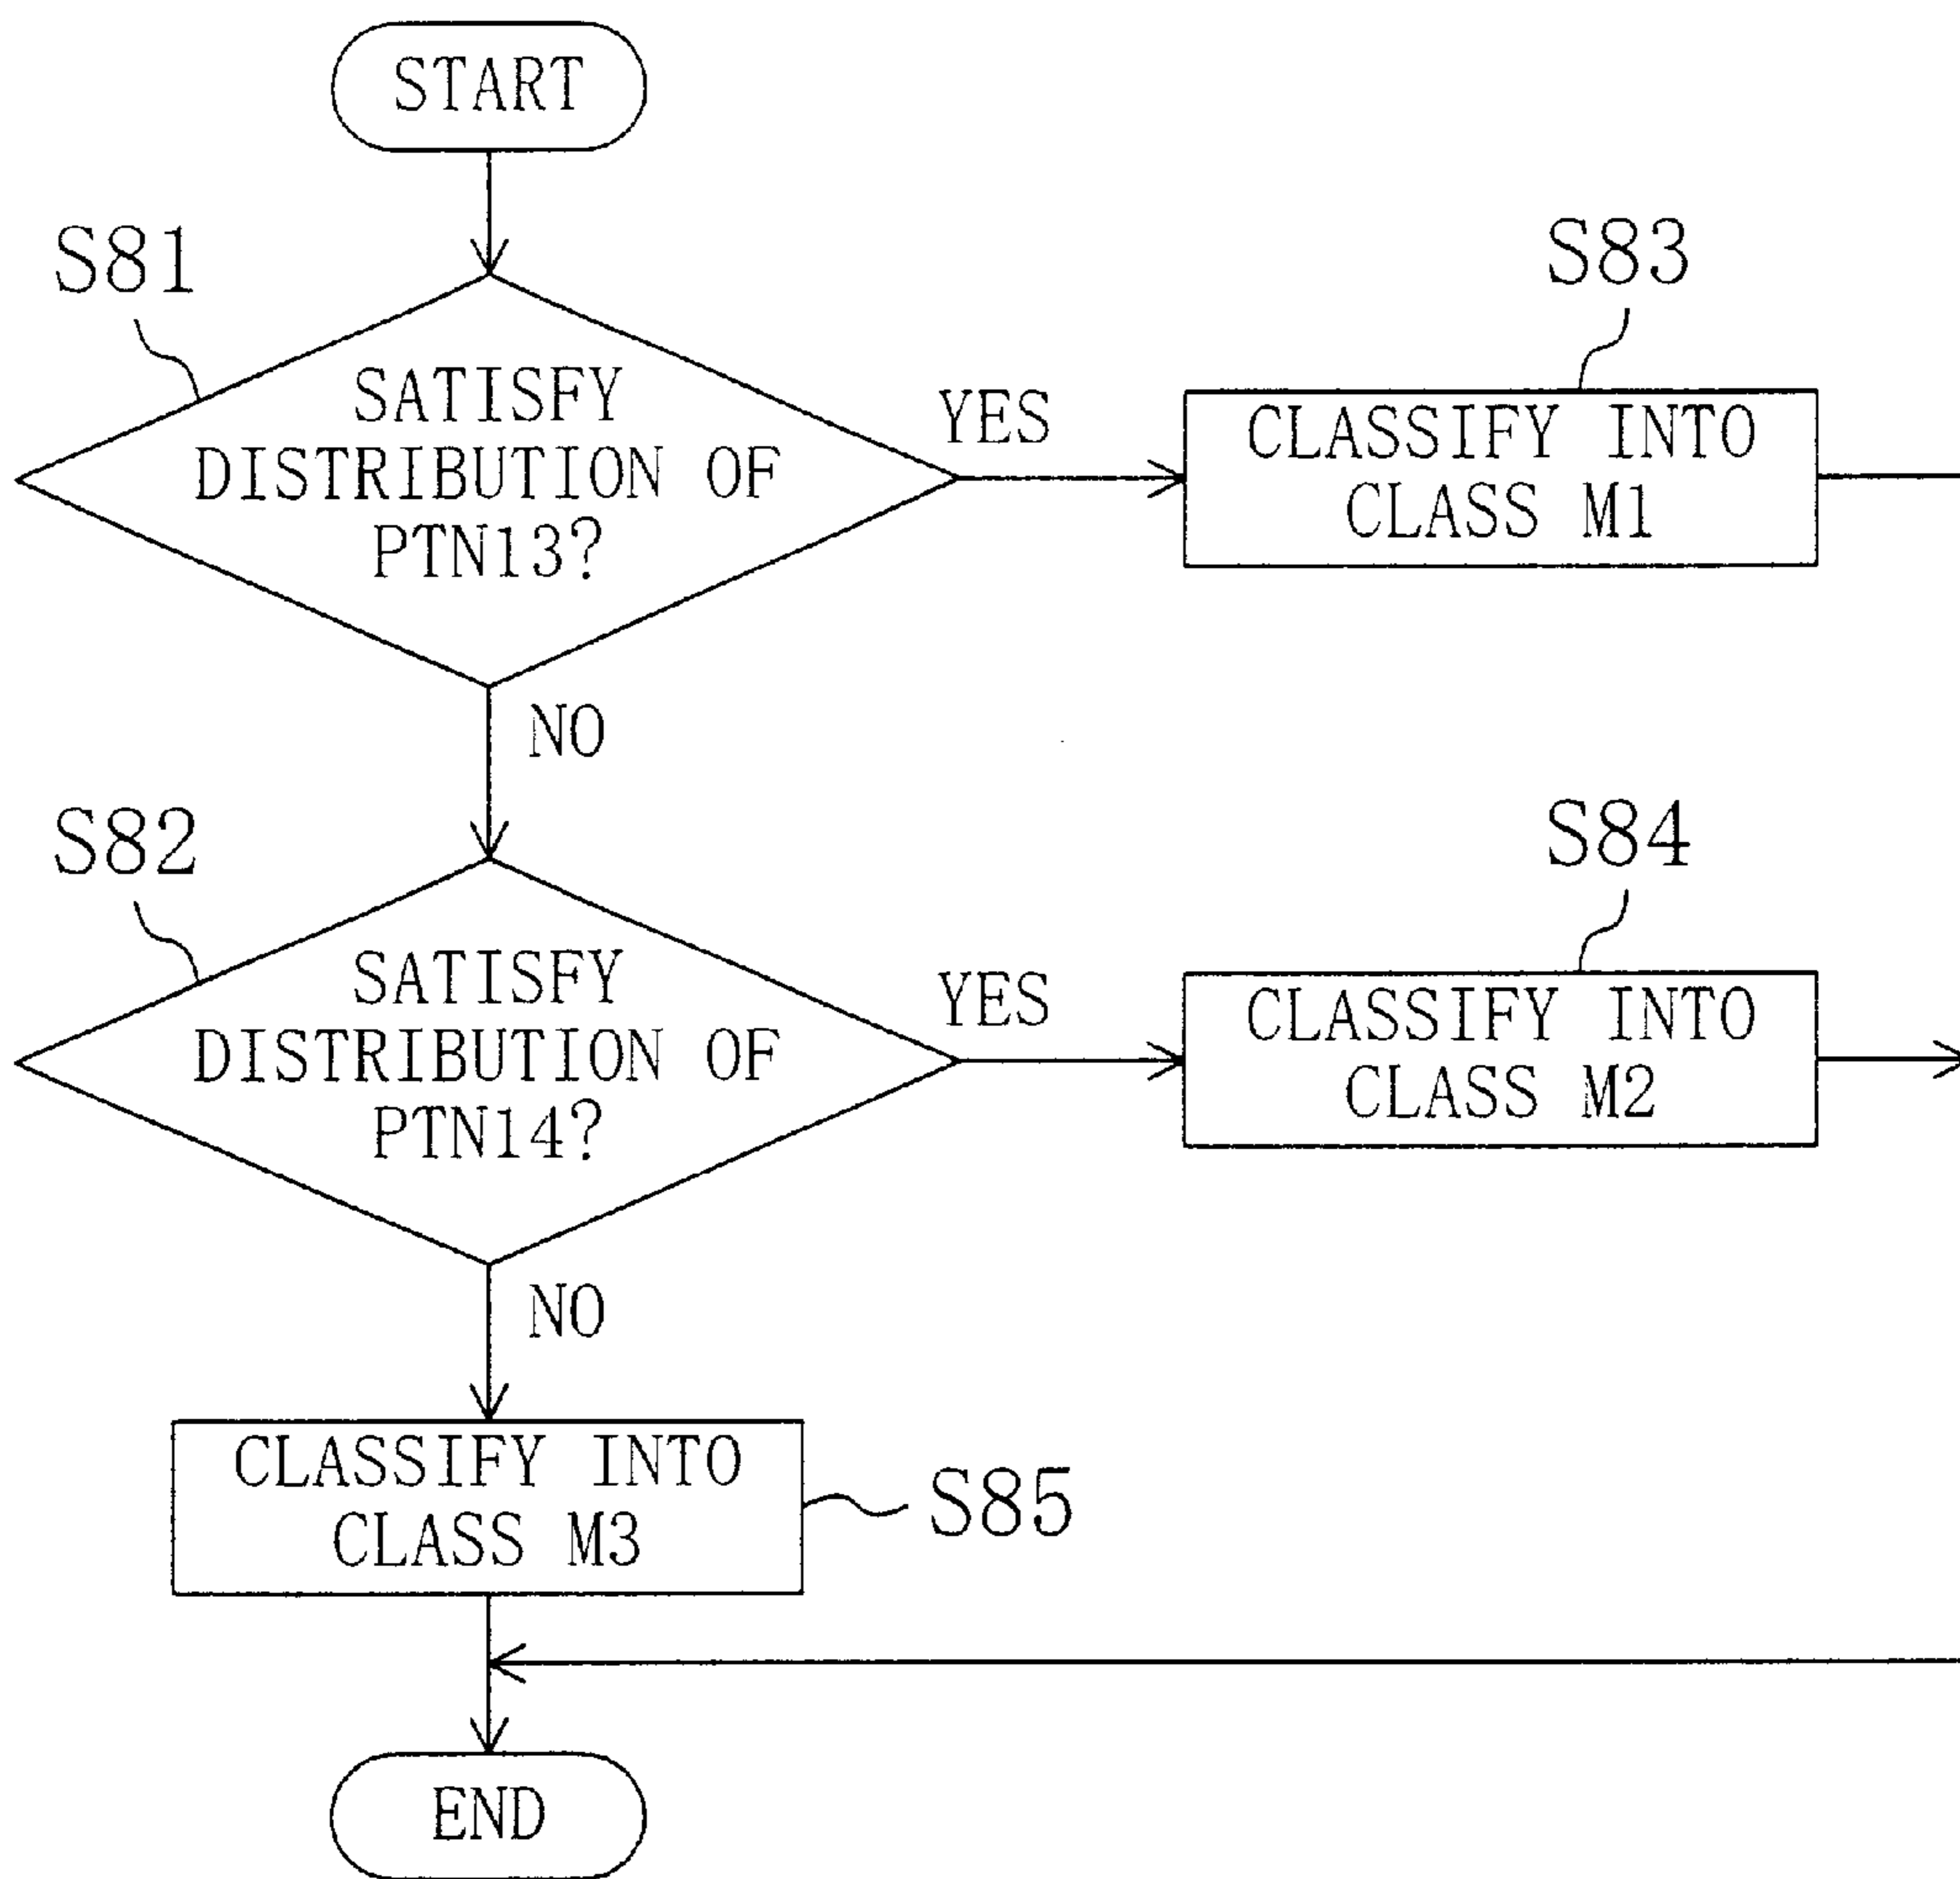 START
S81
SATISFY
DISTRIBUTION OF
PTN13?
YES
S83
CLASSIFY INTO
CLASS M1
NO
S82
SATISFY
DISTRIBUTION OF
PTN14?
YES
S84
CLASSIFY INTO
CLASS M2
NO
CLASSIFY INTO
CLASS M3
S85
END